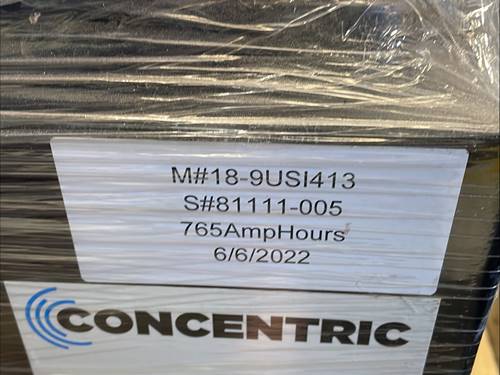 M#18-9USI413
S#81111-005
765AmpHours
6/6/2022
CONCENTRIC